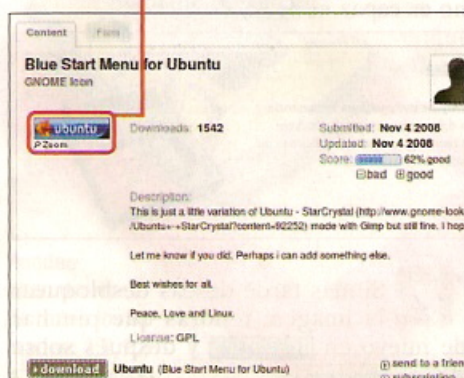 Content Files
Blue Start Menu for Ubuntu
GNOME Icon
ubuntu
Zoom
Downloads: 1542
Submitted: Nov 4 2008
Updated: Nov 4 2008
Score: 62% good
bad good
Description:
This is just a little variation of Ubuntu - StarCrystal (http://www.gnome-look
/Ubuntu+-+StarCrystal?content=92252) made with Gimp but still fine. I hop
Let me know if you did. Perhaps i can add something else.
Best wishes for all.
Peace, Love and Linux.
License: GPL
download Ubuntu (Blue Start Menu for Ubuntu)
send to a frien
subscription